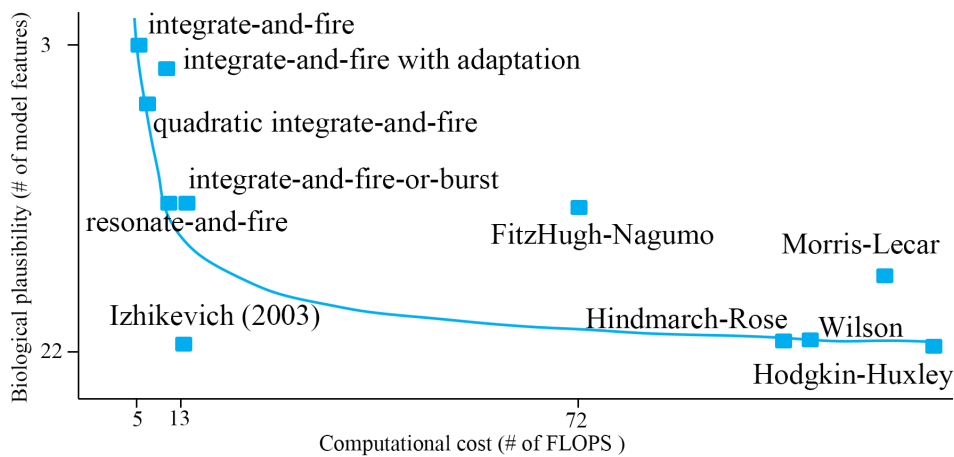 integrate-and-fire
3
integrate-and-fire with adaptation
quadratic integrate-and-fire
integrate-and-fire-or-burst
resonate-and-fire
FitzHugh-Nagumo
Morris-Lecar
Izhikevich (2003)
Hindmarch-Rose
Wilson
22
Hodgkin-Huxley
Biological plausibility (# of model features)
5
13
72
Computational cost (# of FLOPS )